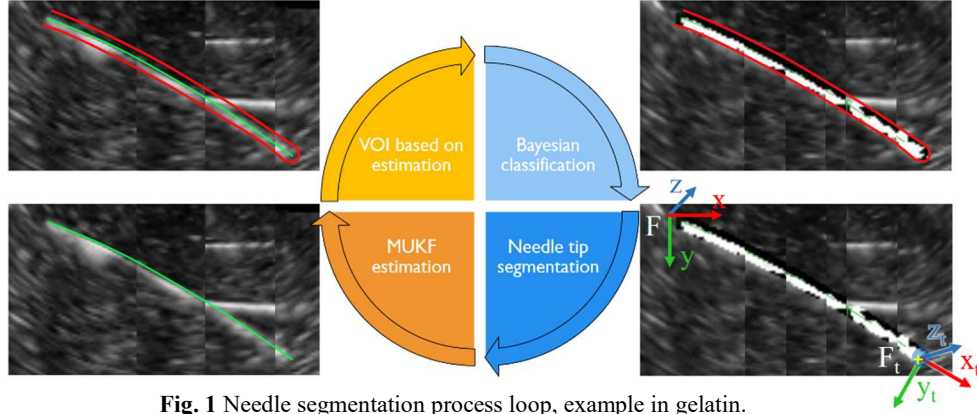 VOI based on
estimation
Bayesian
classification
MUKF
estimation
Needle tip
segmentation
z
x
F
y
z_t
F_t
x_t
y_t
Fig. 1 Needle segmentation process loop, example in gelatin.